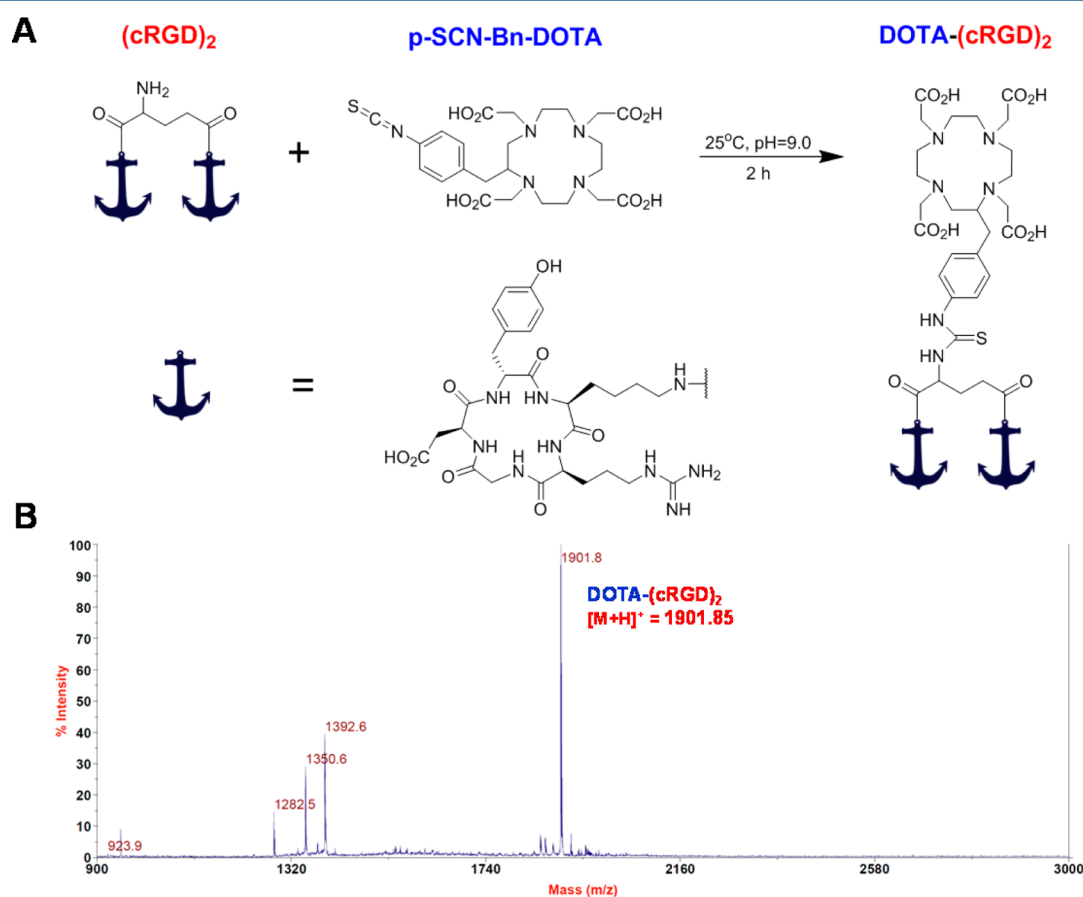 A
(cRGD)2
p-SCN-Bn-DOTA
DOTA-(cRGD)2
NH2
O
O
+
S
C
N
HO2C
CO2H
N
N
N
N
HO2C
CO2H
25oC, pH=9.0
2 h
CO2H
CO2H
N
N
N
N
CO2H
CO2H
HN
S
HN
O
O
=
OH
O
O
NH
HN
H
N
NH
HN
O
HO2C
O
H
N
O
H
N
NH2
NH
B
100
90
80
70
60
50
40
30
20
10
0
% Intensity
1901.8
DOTA-(cRGD)2
[M+H]+ = 1901.85
1392.6
1350.6
1282.5
923.9
900
1320
1740
2160
2580
3000
Mass (m/z)